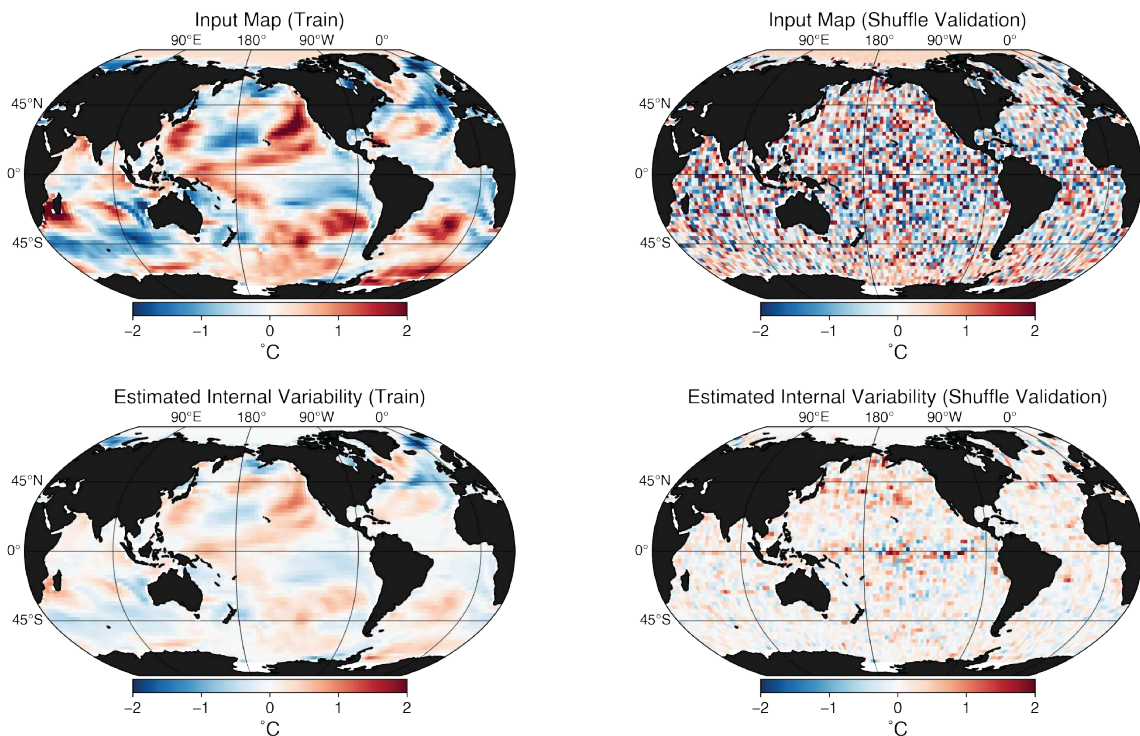 Input Map (Train)
90°E 180° 90°W 0°
45°N
0°
45°S
−2 −1 0 1 2
°C
Input Map (Shuffle Validation)
90°E 180° 90°W 0°
45°N
0°
45°S
−2 −1 0 1 2
°C
Estimated Internal Variability (Train)
90°E 180° 90°W 0°
45°N
0°
45°S
−2 −1 0 1 2
°C
Estimated Internal Variability (Shuffle Validation)
90°E 180° 90°W 0°
45°N
0°
45°S
−2 −1 0 1 2
°C